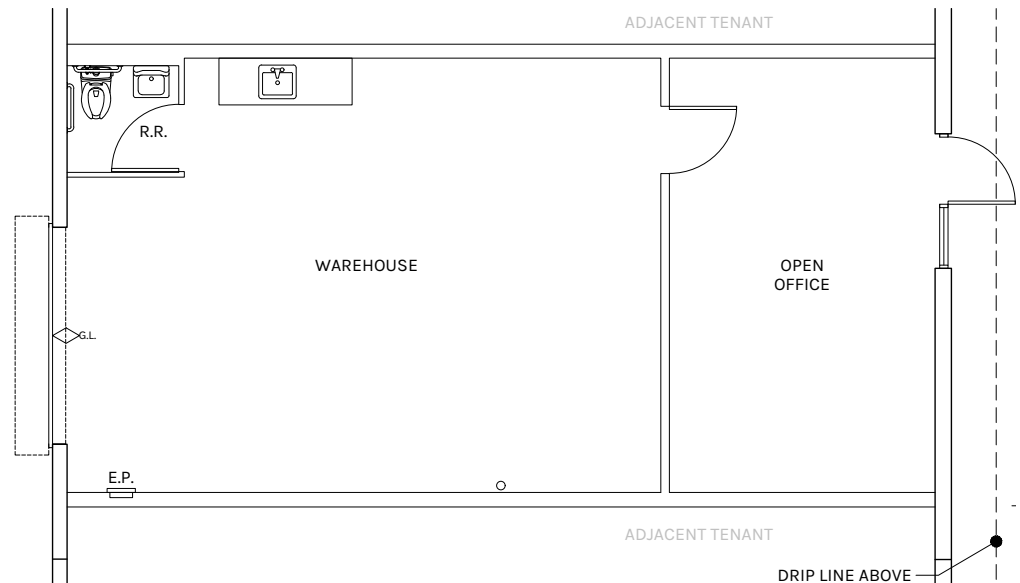 ADJACENT TENANT
R.R.
WAREHOUSE
OPEN
OFFICE
G.L.
E.P.
ADJACENT TENANT
DRIP LINE ABOVE